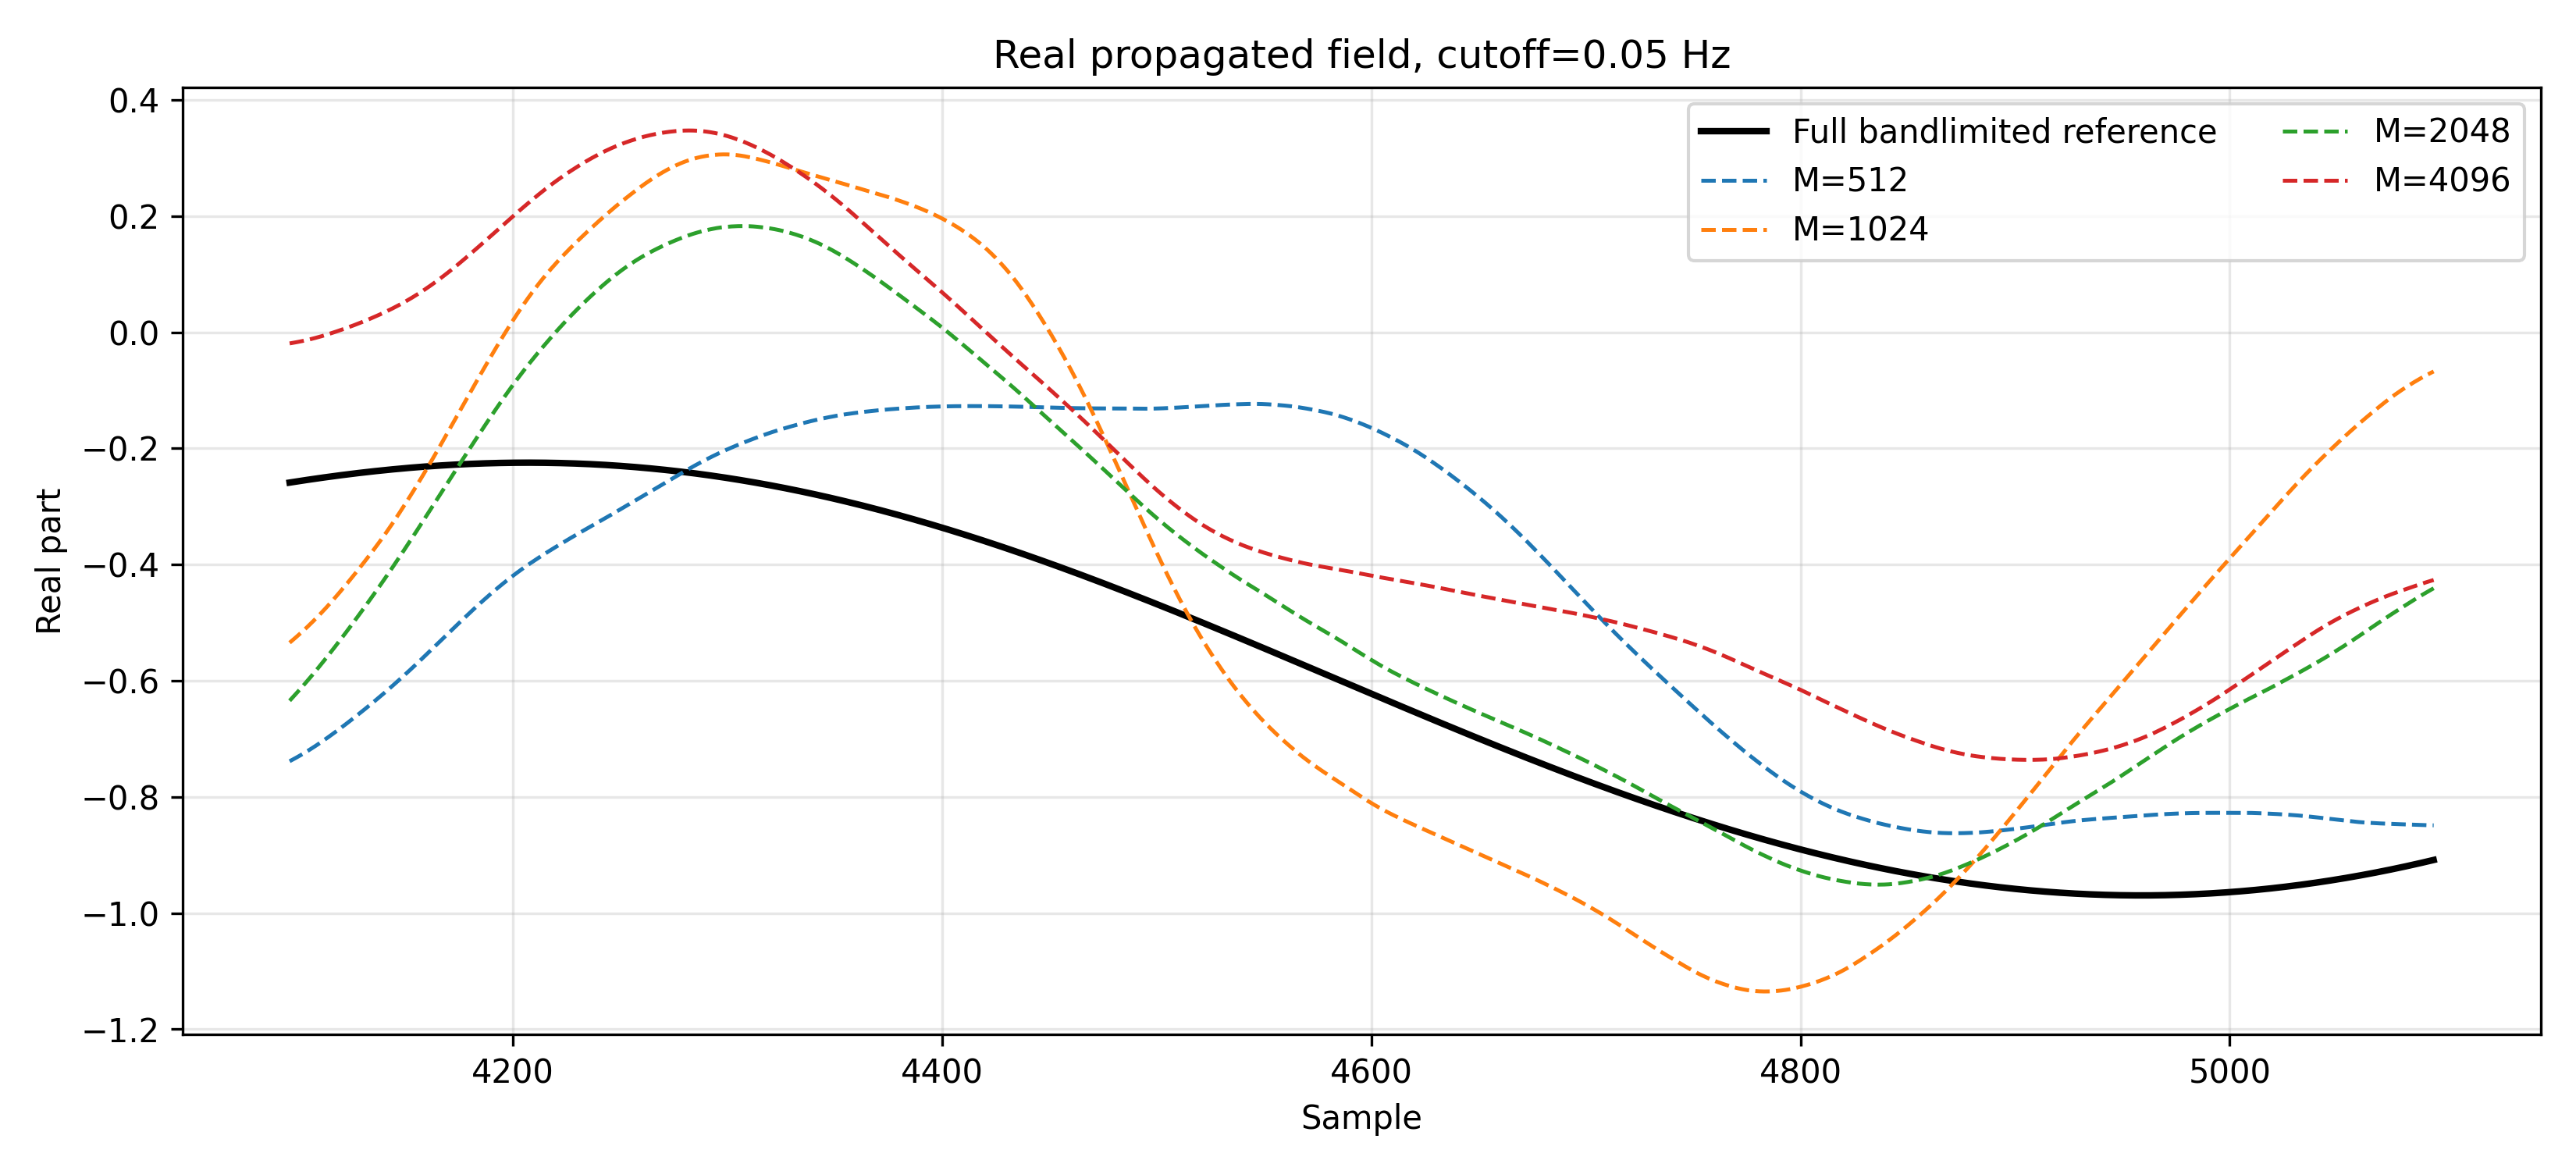 Real propagated field, cutoff=0.05 Hz
Full bandlimited reference
M=512
M=1024
M=2048
M=4096
Real part
0.4
0.2
0.0
−0.2
−0.4
−0.6
−0.8
−1.0
−1.2
4200
4400
4600
4800
5000
Sample